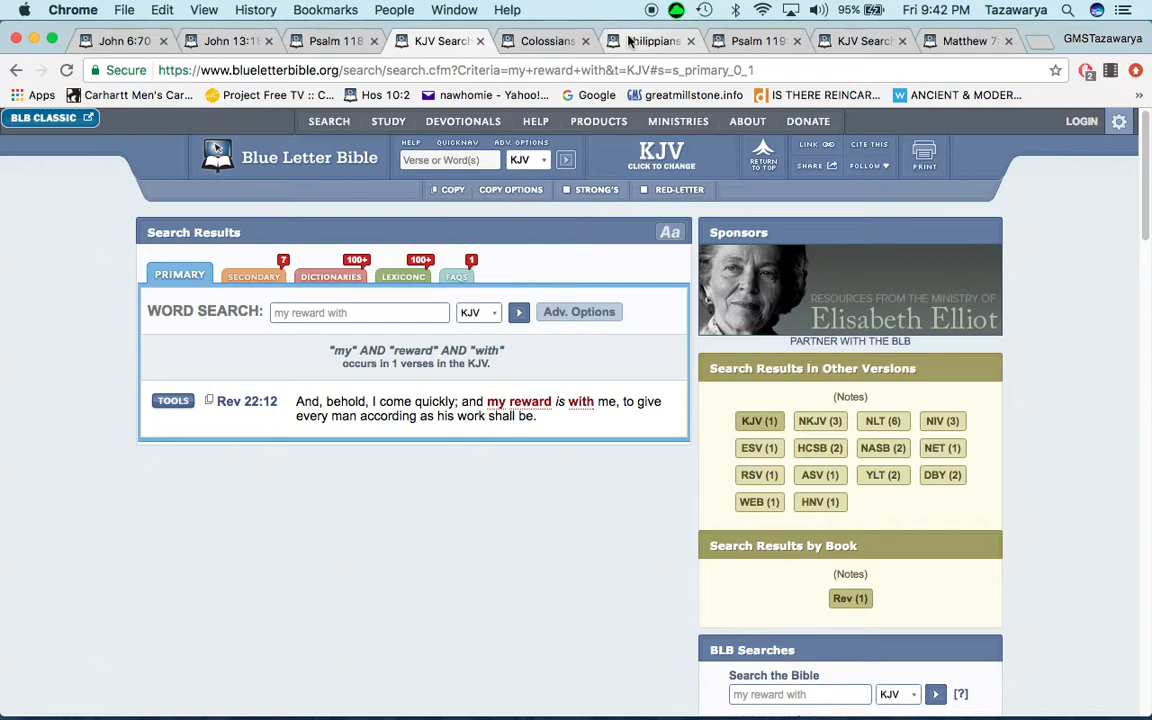 Chrome File Edit View History Bookmarks People Window Help 95% Fri 9:42 PM Tazawarya
John 6:70 John 13:18 Psalm 118 KJV Search Colossians Philippians Psalm 119 KJV Search Matthew 7 GMSTazawarya
Secure https://www.blueletterbible.org/search/search.cfm?Criteria=my+reward+with&t=KJV#s=s_primary_0_1
Apps Carhartt Men's Car... Project Free TV :: C... Hos 10:2 nawhomie - Yahoo!... Google GMS greatmillstone.info IS THERE REINCAR... ANCIENT & MODER... »
BLB CLASSIC SEARCH STUDY DEVOTIONALS HELP PRODUCTS MINISTRIES ABOUT DONATE LOGIN
HELP QUICKNAV ADV. OPTIONS
Blue Letter Bible Verse or Word(s) KJV KJV
CLICK TO CHANGE
RETURN TO TOP
LINK CITE THIS
SHARE FOLLOW PRINT
COPY COPY OPTIONS STRONG'S RED-LETTER
Search Results Aa
7 100+ 100+ 1
PRIMARY SECONDARY DICTIONARIES LEXICONC FAQS
WORD SEARCH: my reward with KJV Adv. Options
"my" AND "reward" AND "with"
occurs in 1 verses in the KJV.
TOOLS Rev 22:12 And, behold, I come quickly; and my reward is with me, to give
every man according as his work shall be.
Sponsors
RESOURCES FROM THE MINISTRY OF
Elisabeth Elliot
PARTNER WITH THE BLB
Search Results in Other Versions
(Notes)
KJV (1) NKJV (3) NLT (6) NIV (3)
ESV (1) HCSB (2) NASB (2) NET (1)
RSV (1) ASV (1) YLT (2) DBY (2)
WEB (1) HNV (1)
Search Results by Book
(Notes)
Rev (1)
BLB Searches
Search the Bible
my reward with KJV [?]